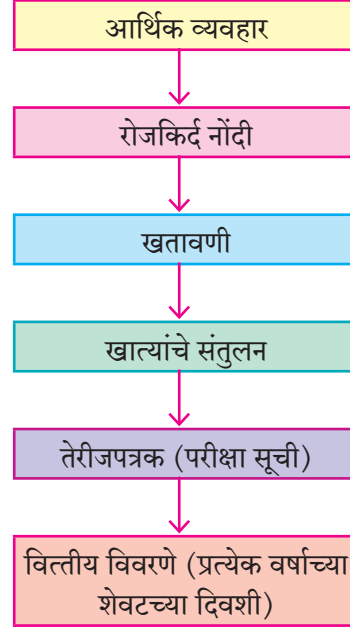 आर्थिक व्यवहार
रोजकिर्द नोंदी
खतावणी
खात्यांचे संतुलन
तेरीजपत्रक (परीक्षा सूची)
वित्तीय विवरणे (प्रत्येक वर्षाच्या
शेवटच्या दिवशी)